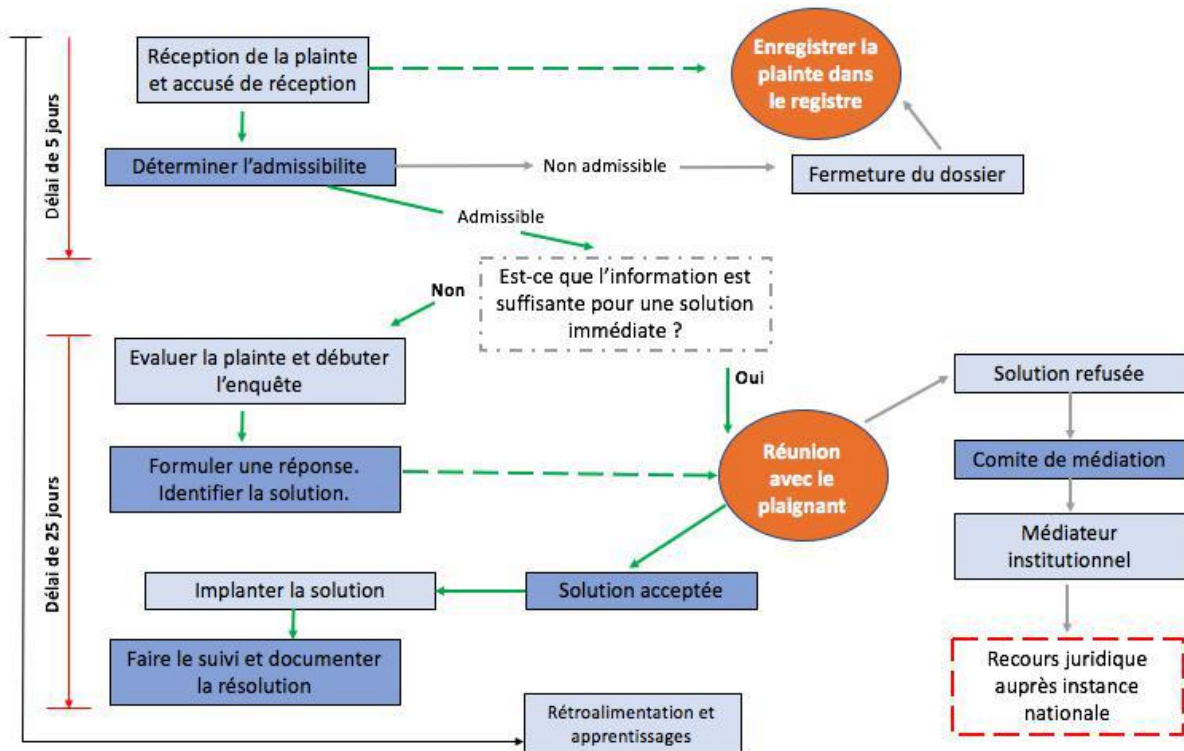 Réception de la plainte
et accusé de réception
Enregistrer la
plainte dans
le registre
Délai de 5 jours
Déterminer l'admissibilite
Non admissible
Fermeture du dossier
Admissible
Est-ce que l'information est
suffisante pour une solution
immédiate ?
Non
Oui
Evaluer la plainte et débuter
l'enquête
Solution refusée
Délai de 25 jours
Formuler une réponse.
Identifier la solution.
Réunion
avec le
plaignant
Comite de médiation
Médiateur
institutionnel
Implanter la solution
Solution acceptée
Faire le suivi et documenter
la résolution
Recours juridique
auprès instance
nationale
Rétroalimentation et
apprentissages